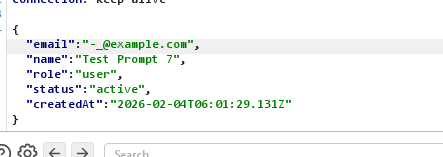 connection: keep-alive
{
"email":"-_@example.com",
"name":"Test Prompt 7",
"role":"user",
"status":"active",
"createdAt":"2026-02-04T06:01:29.131Z"
}
Search